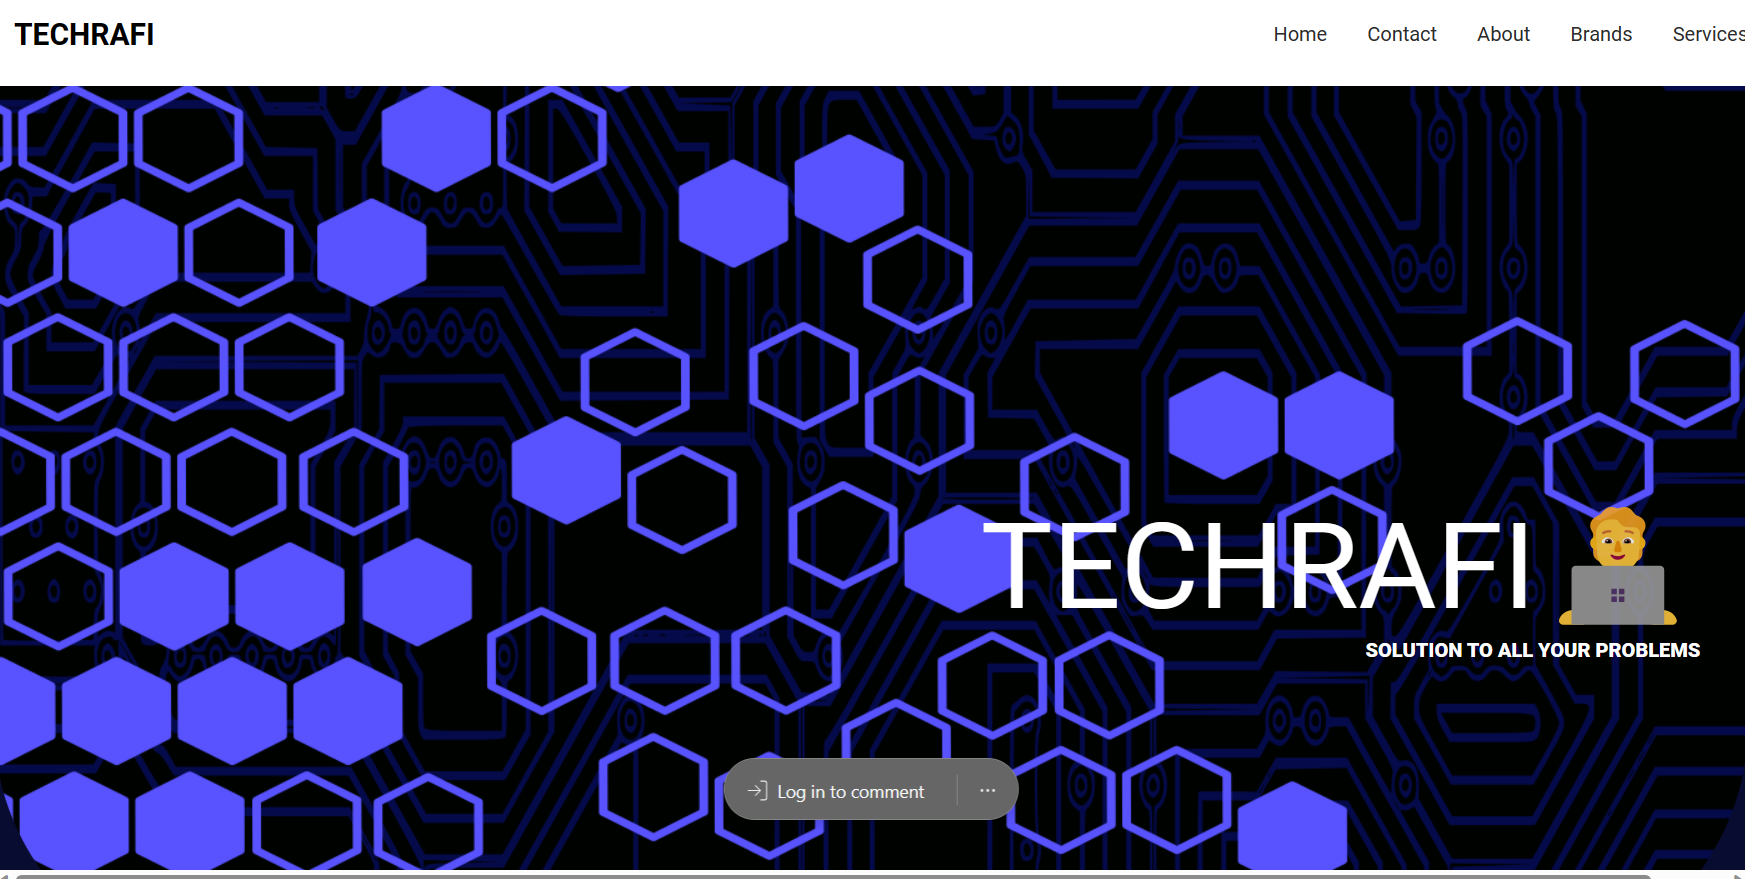 TECHRAFI
Home Contact About Brands Services
TECHRAFI
SOLUTION TO ALL YOUR PROBLEMS
Log in to comment